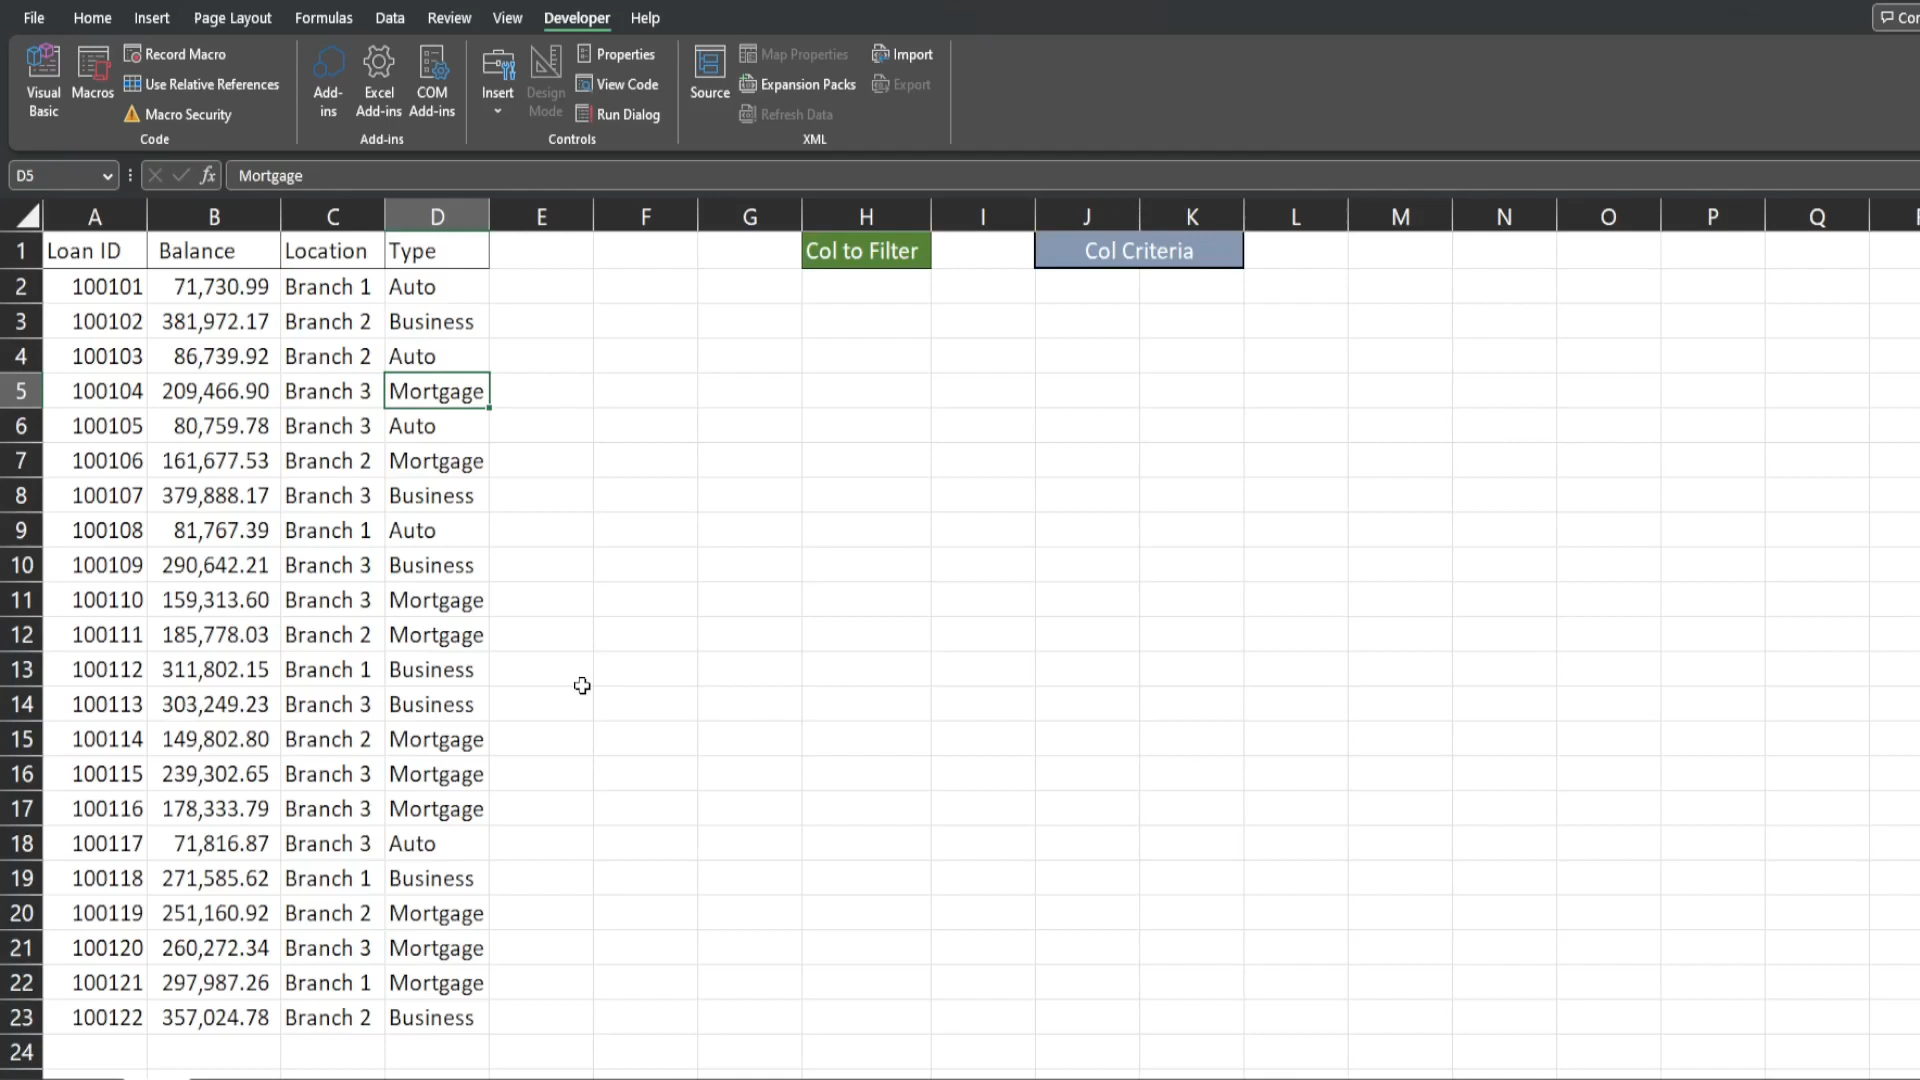 File Home Insert Page Layout Formulas Data Review View Developer Help Co
Visual Basic Macros Record Macro Use Relative References Macro Security Code
Add-ins Excel Add-ins COM Add-ins Add-ins
Insert Design Mode Properties View Code Run Dialog Controls
Source Map Properties Expansion Packs Refresh Data Import Export XML
D5 fx Mortgage
A B C D E F G H I J K L M N O P Q
1 Loan ID Balance Location Type Col to Filter Col Criteria
2 100101 71,730.99 Branch 1 Auto
3 100102 381,972.17 Branch 2 Business
4 100103 86,739.92 Branch 2 Auto
5 100104 209,466.90 Branch 3 Mortgage
6 100105 80,759.78 Branch 3 Auto
7 100106 161,677.53 Branch 2 Mortgage
8 100107 379,888.17 Branch 3 Business
9 100108 81,767.39 Branch 1 Auto
10 100109 290,642.21 Branch 3 Business
11 100110 159,313.60 Branch 3 Mortgage
12 100111 185,778.03 Branch 2 Mortgage
13 100112 311,802.15 Branch 1 Business
14 100113 303,249.23 Branch 3 Business
15 100114 149,802.80 Branch 2 Mortgage
16 100115 239,302.65 Branch 3 Mortgage
17 100116 178,333.79 Branch 3 Mortgage
18 100117 71,816.87 Branch 3 Auto
19 100118 271,585.62 Branch 1 Business
20 100119 251,160.92 Branch 2 Mortgage
21 100120 260,272.34 Branch 3 Mortgage
22 100121 297,987.26 Branch 1 Mortgage
23 100122 357,024.78 Branch 2 Business
24